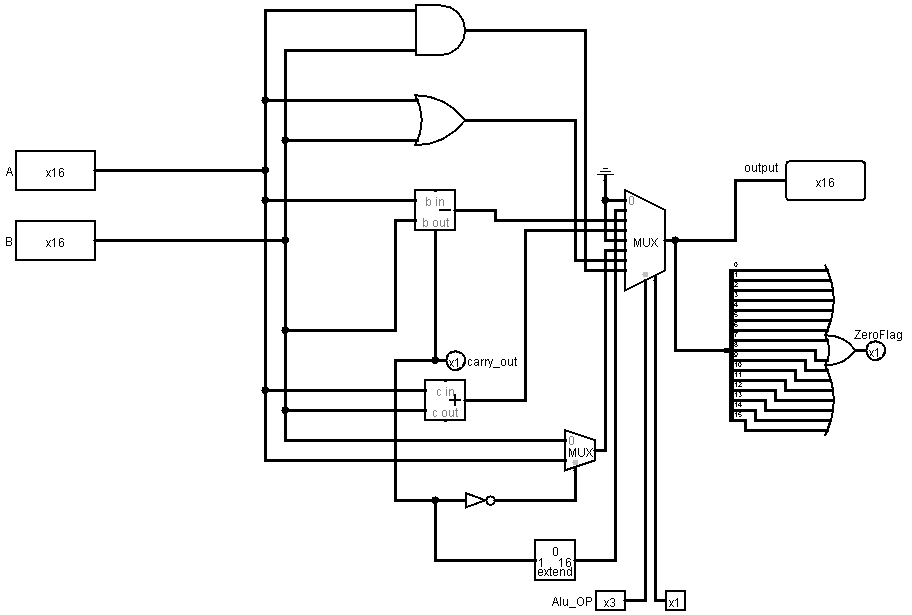 A
x16
B
x16
b in
b out
x1
carry_out
c in
c out
0
MUX
0
MUX
output
x16
0
1
2
3
4
5
6
7
8
9
10
11
12
13
14
15
ZeroFlag
x1
0
1 16
extend
Alu_OP
x3
x1